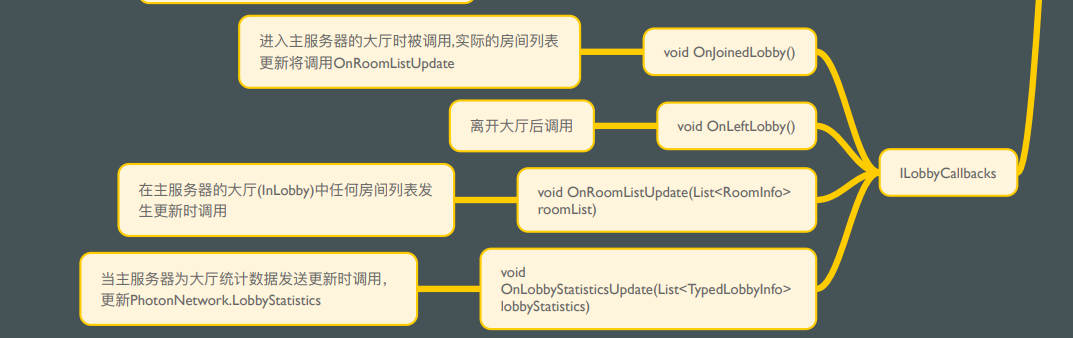 进入主服务器的大厅时被调用,实际的房间列表
更新将调用OnRoomListUpdate
void OnJoinedLobby()
离开大厅后调用
void OnLeftLobby()
ILobbyCallbacks
在主服务器的大厅(InLobby)中任何房间列表发
生更新时调用
void OnRoomListUpdate(List<RoomInfo>
roomList)
当主服务器为大厅统计数据发送更新时调用，
更新PhotonNetwork.LobbyStatistics
void
OnLobbyStatisticsUpdate(List<TypedLobbyInfo>
lobbyStatistics)